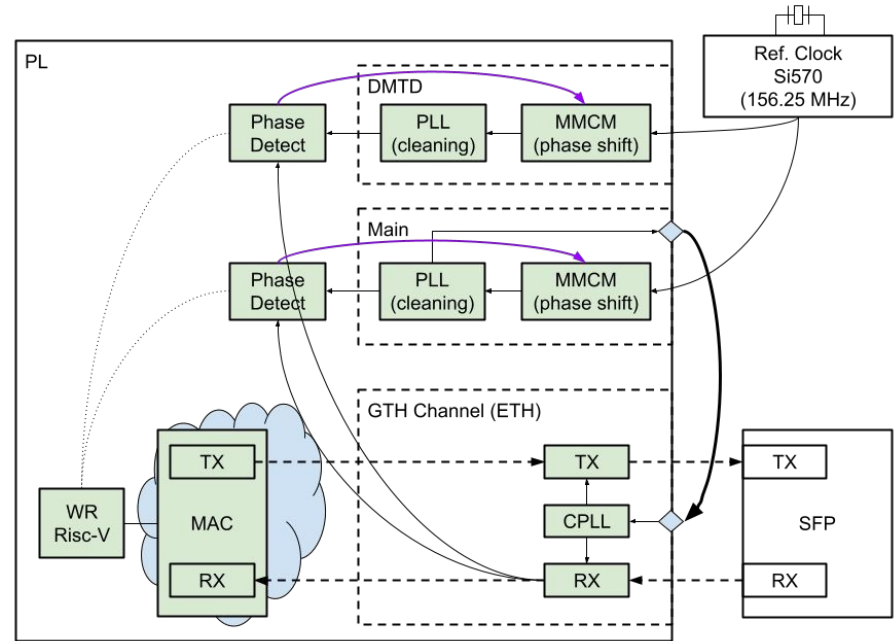 PL
Ref. Clock
Si570
(156.25 MHz)
DMTD
Phase
Detect
PLL
(cleaning)
MMCM
(phase shift)
Main
Phase
Detect
PLL
(cleaning)
MMCM
(phase shift)
GTH Channel (ETH)
TX
TX
TX
WR
Risc-V
MAC
CPLL
SFP
RX
RX
RX